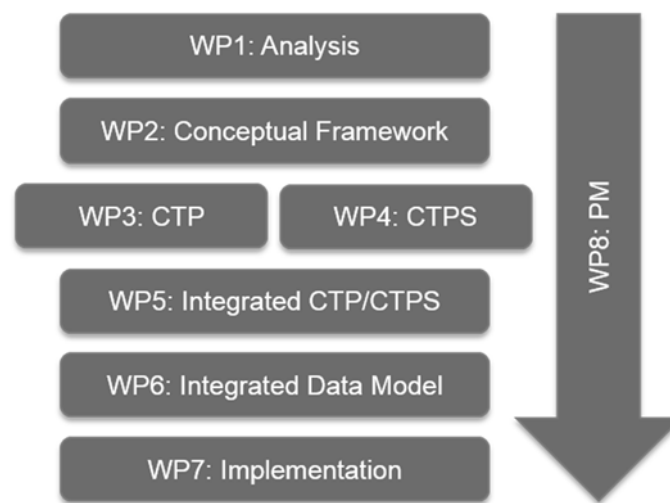 WP1: Analysis
WP2: Conceptual Framework
WP3: CTP
WP4: CTPS
WP5: Integrated CTP/CTPS
WP6: Integrated Data Model
WP7: Implementation
WP8: PM